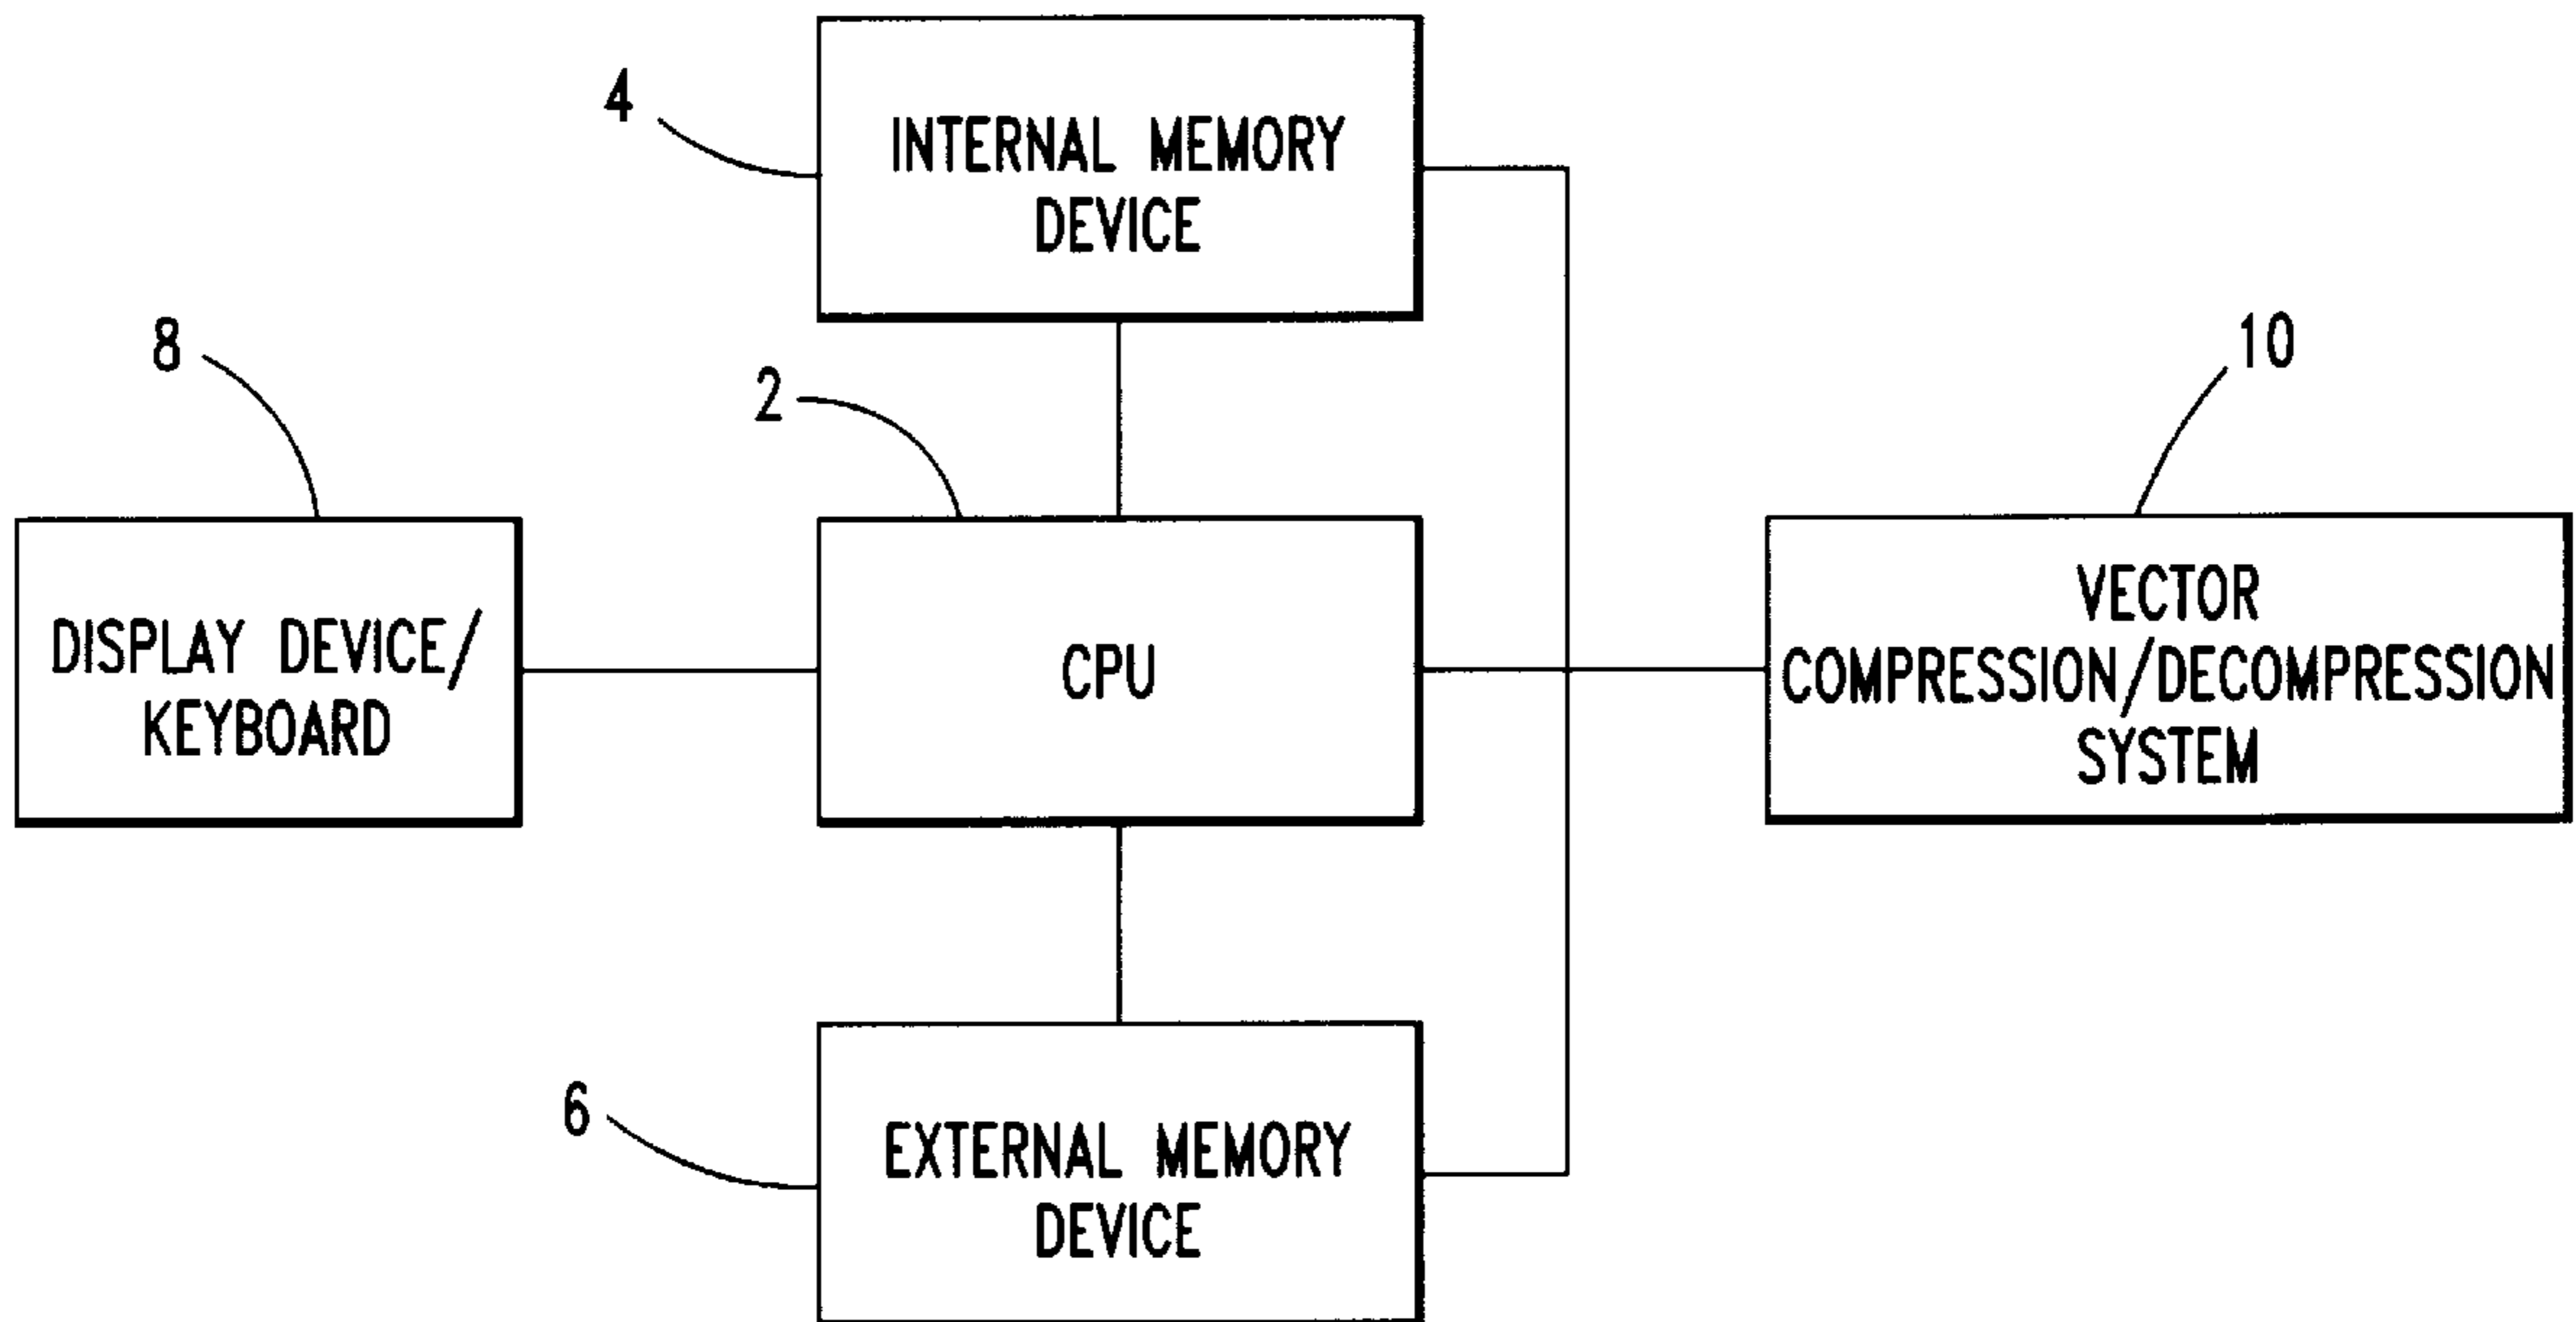 4
INTERNAL MEMORY
DEVICE
8
2
10
DISPLAY DEVICE/
KEYBOARD
CPU
VECTOR
COMPRESSION/DECOMPRESSION
SYSTEM
6
EXTERNAL MEMORY
DEVICE